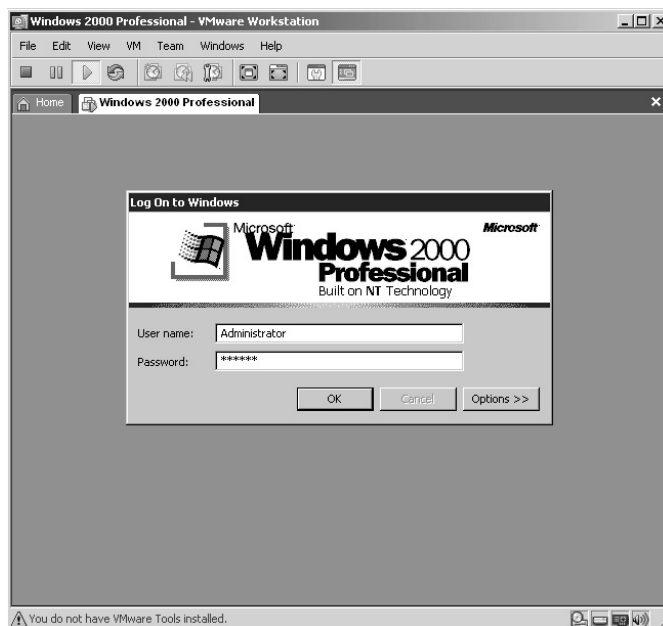 Windows 2000 Professional - VMware Workstation
File Edit View VM Team Windows Help
Home Windows 2000 Professional
Log On to Windows
Microsoft Microsoft
Windows 2000
Professional
Built on NT Technology
User name: Administrator
Password: ******
OK Cancel Options >>
You do not have VMware Tools installed.